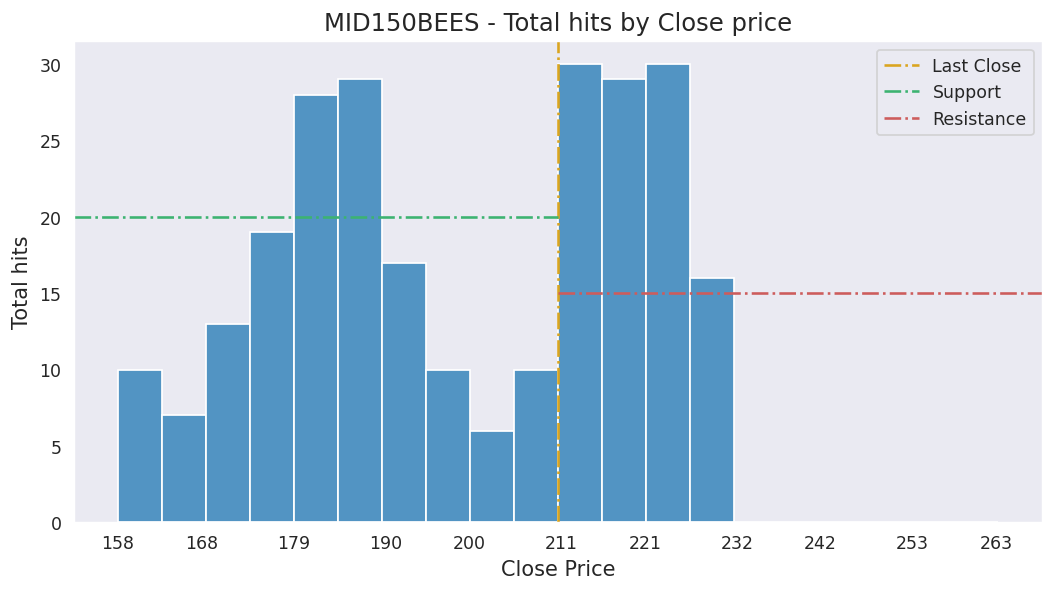 MID150BEES - Total hits by Close price
Last Close
Support
Resistance
Total hits
30
25
20
15
10
5
0
158 168 179 190 200 211 221 232 242 253 263
Close Price